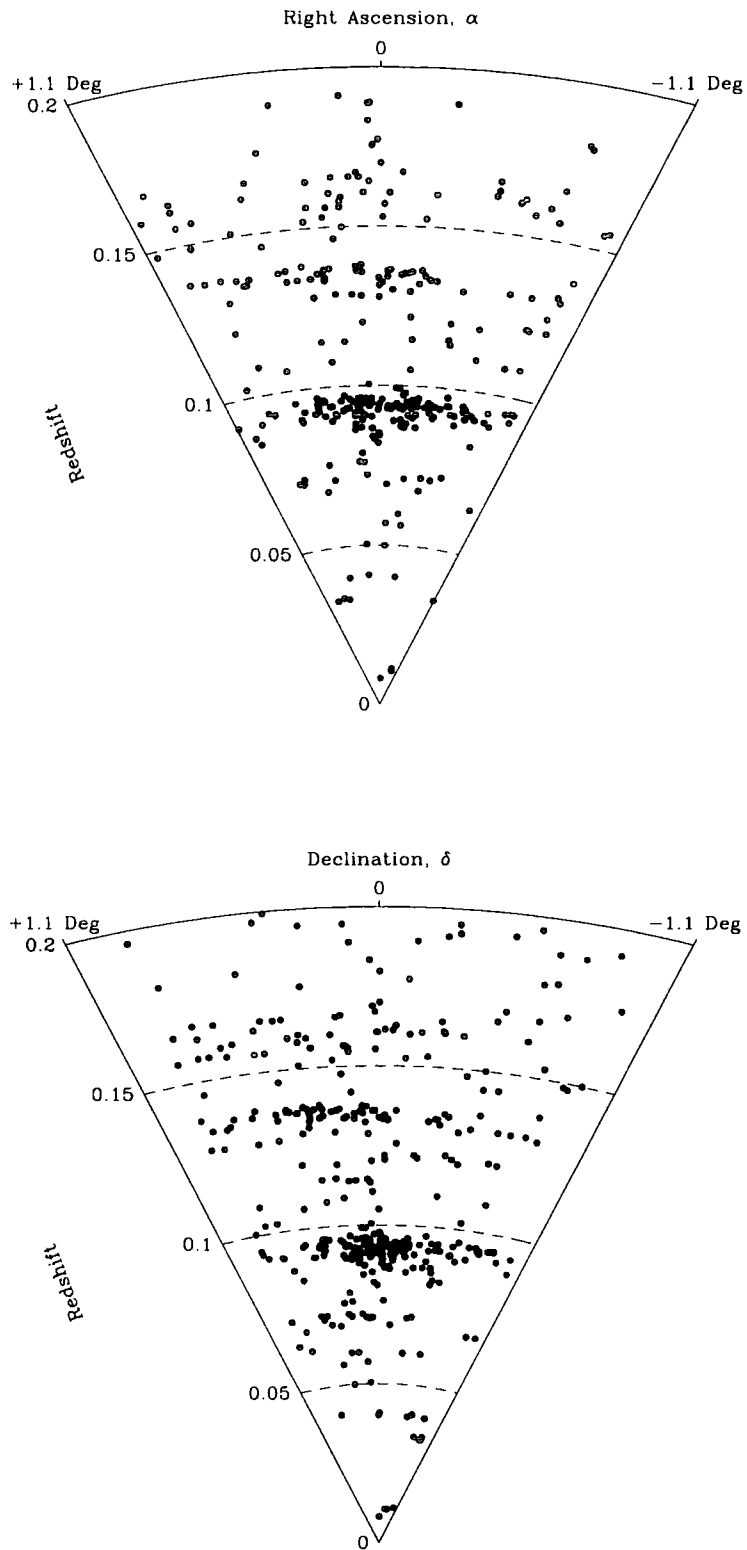 Right Ascension, α
0
+1.1 Deg
−1.1 Deg
0.2
0.15
0.1
Redshift
0.05
0
Declination, δ
0
+1.1 Deg
−1.1 Deg
0.2
0.15
0.1
Redshift
0.05
0